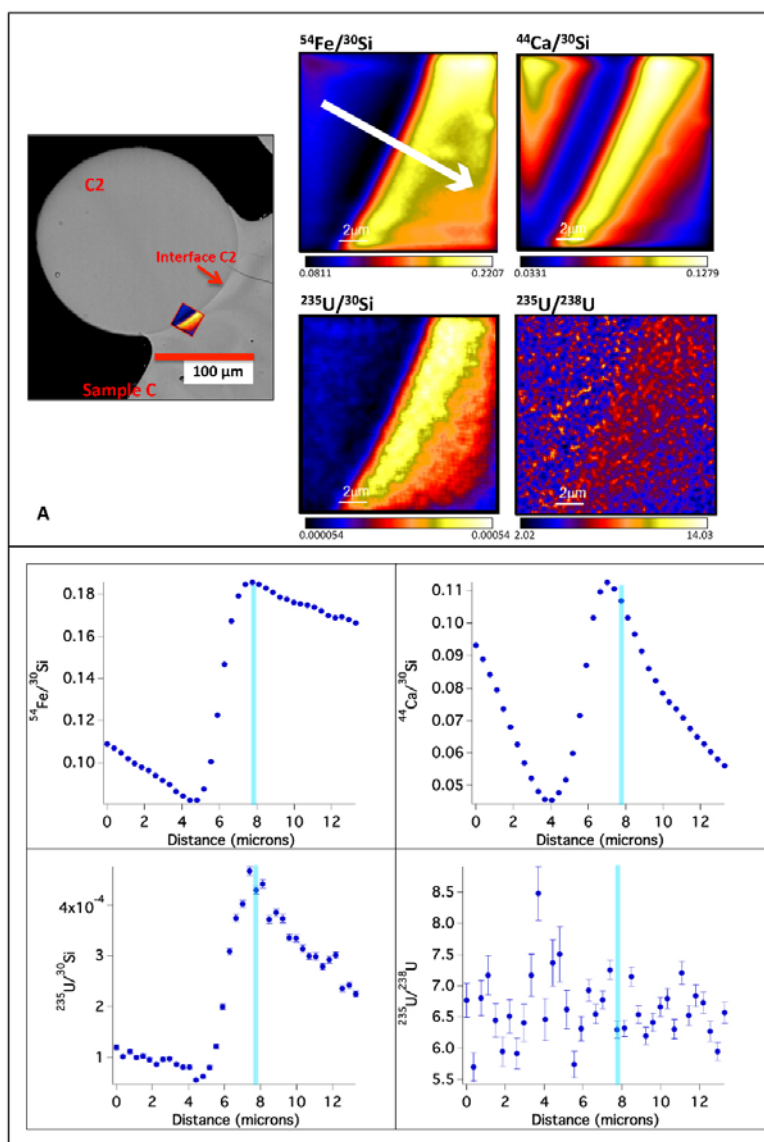 ⁵⁴Fe/³⁰Si
⁴⁴Ca/³⁰Si
C2
Interface C2
100 μm
Sample C
2μm
0.0811 0.2207
2μm
0.0331 0.1279
²³⁵U/³⁰Si
²³⁵U/²³⁸U
2μm
0.000054 0.00054
2μm
2.02 14.03
A
⁵⁴Fe/³⁰Si
0.18
0.16
0.14
0.12
0.10
0 2 4 6 8 10 12
Distance (microns)
⁴⁴Ca/³⁰Si
0.11
0.10
0.09
0.08
0.07
0.06
0.05
0 2 4 6 8 10 12
Distance (microns)
²³⁵U/³⁰Si
4x10⁻⁴
3
2
1
0 2 4 6 8 10 12
Distance (microns)
²³⁵U/²³⁸U
8.5
8.0
7.5
7.0
6.5
6.0
5.5
0 2 4 6 8 10 12
Distance (microns)